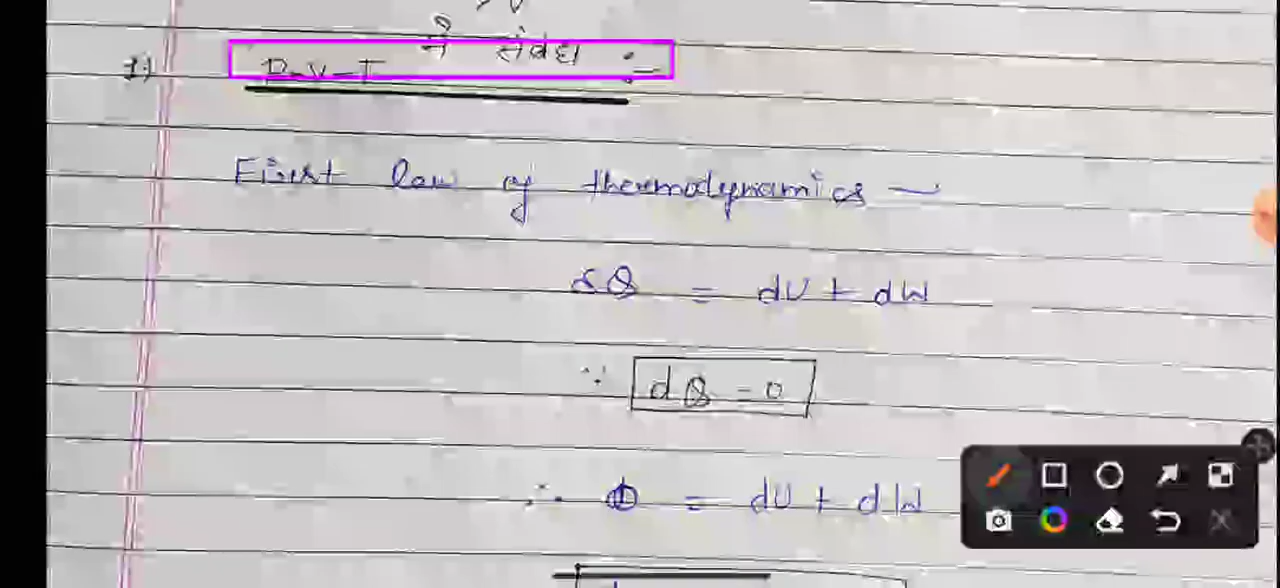 1) P-V-T में संबंध :-
First law of thermodynamics -
δQ = dU + dW
∵ dQ = 0
∴ 0 = dU + dW